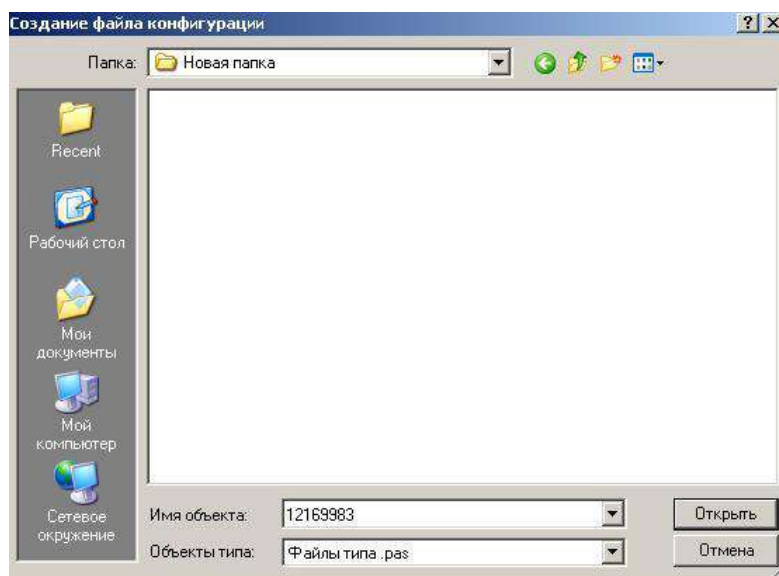 Создание файла конфигурации
Папка: Новая папка
Recent
Рабочий стол
Мои
документы
Мой
компьютер
Сетевое
окружение
Имя объекта: 12169983 Открыть
Объекты типа: Файлы типа .pas Отмена